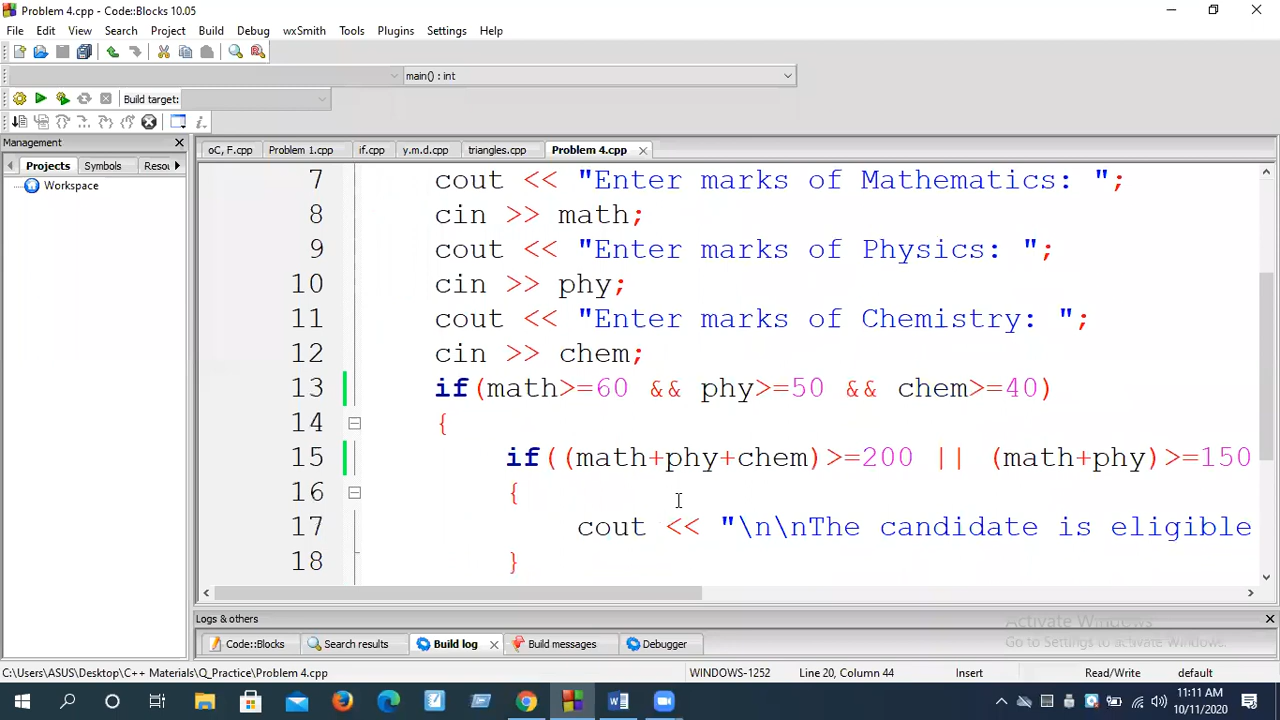 Problem 4.cpp - Code::Blocks 10.05
File Edit View Search Project Build Debug wxSmith Tools Plugins Settings Help
main() : int
Build target:
Management
Projects Symbols Resou
Workspace
oC, F.cpp Problem 1.cpp if.cpp y.m.d.cpp triangles.cpp Problem 4.cpp
7 cout << "Enter marks of Mathematics: ";
8 cin >> math;
9 cout << "Enter marks of Physics: ";
10 cin >> phy;
11 cout << "Enter marks of Chemistry: ";
12 cin >> chem;
13 if(math>=60 && phy>=50 && chem>=40)
14 {
15 if((math+phy+chem)>=200 || (math+phy)>=150
16 {
17 cout << "\n\nThe candidate is eligible
18 }
Logs & others
Activate Windows
Go to Settings to activate Windows.
Code::Blocks Search results Build log Build messages Debugger
C:\Users\ASUS\Desktop\C++ Materials\Q_Practice\Problem 4.cpp WINDOWS-1252 Line 20, Column 44 Insert Read/Write default
11:11 AM
10/11/2020